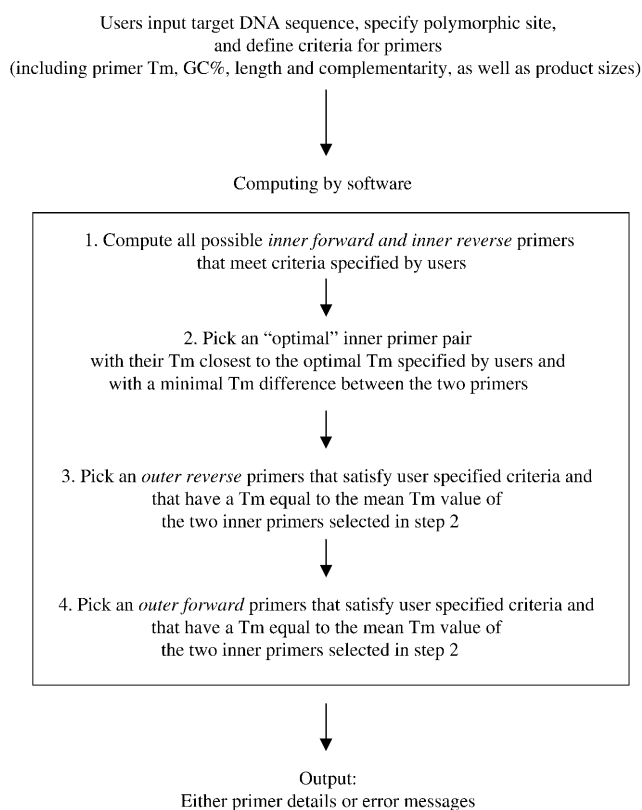 Users input target DNA sequence, specify polymorphic site,
and define criteria for primers
(including primer Tm, GC%, length and complementarity, as well as product sizes)
Computing by software
1. Compute all possible inner forward and inner reverse primers
that meet criteria specified by users
2. Pick an “optimal” inner primer pair
with their Tm closest to the optimal Tm specified by users and
with a minimal Tm difference between the two primers
3. Pick an outer reverse primers that satisfy user specified criteria and
that have a Tm equal to the mean Tm value of
the two inner primers selected in step 2
4. Pick an outer forward primers that satisfy user specified criteria and
that have a Tm equal to the mean Tm value of
the two inner primers selected in step 2
Output:
Either primer details or error messages